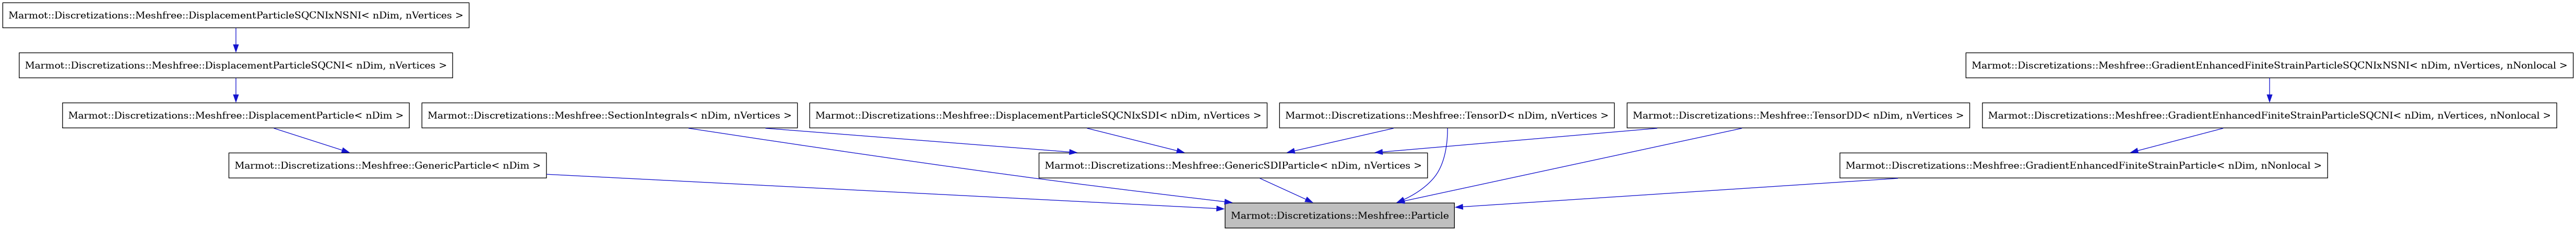 Marmot::Discretizations::Meshfree::DisplacementParticleSQCNIxNSNI< nDim, nVertices >
Marmot::Discretizations::Meshfree::DisplacementParticleSQCNI< nDim, nVertices >
Marmot::Discretizations::Meshfree::GradientEnhancedFiniteStrainParticleSQCNIxNSNI< nDim, nVertices, nNonlocal >
Marmot::Discretizations::Meshfree::DisplacementParticle< nDim >
Marmot::Discretizations::Meshfree::SectionIntegrals< nDim, nVertices >
Marmot::Discretizations::Meshfree::DisplacementParticleSQCNIxSDI< nDim, nVertices >
Marmot::Discretizations::Meshfree::TensorD< nDim, nVertices >
Marmot::Discretizations::Meshfree::TensorDD< nDim, nVertices >
Marmot::Discretizations::Meshfree::GradientEnhancedFiniteStrainParticleSQCNI< nDim, nVertices, nNonlocal >
Marmot::Discretizations::Meshfree::GenericParticle< nDim >
Marmot::Discretizations::Meshfree::GenericSDIParticle< nDim, nVertices >
Marmot::Discretizations::Meshfree::GradientEnhancedFiniteStrainParticle< nDim, nNonlocal >
Marmot::Discretizations::Meshfree::Particle